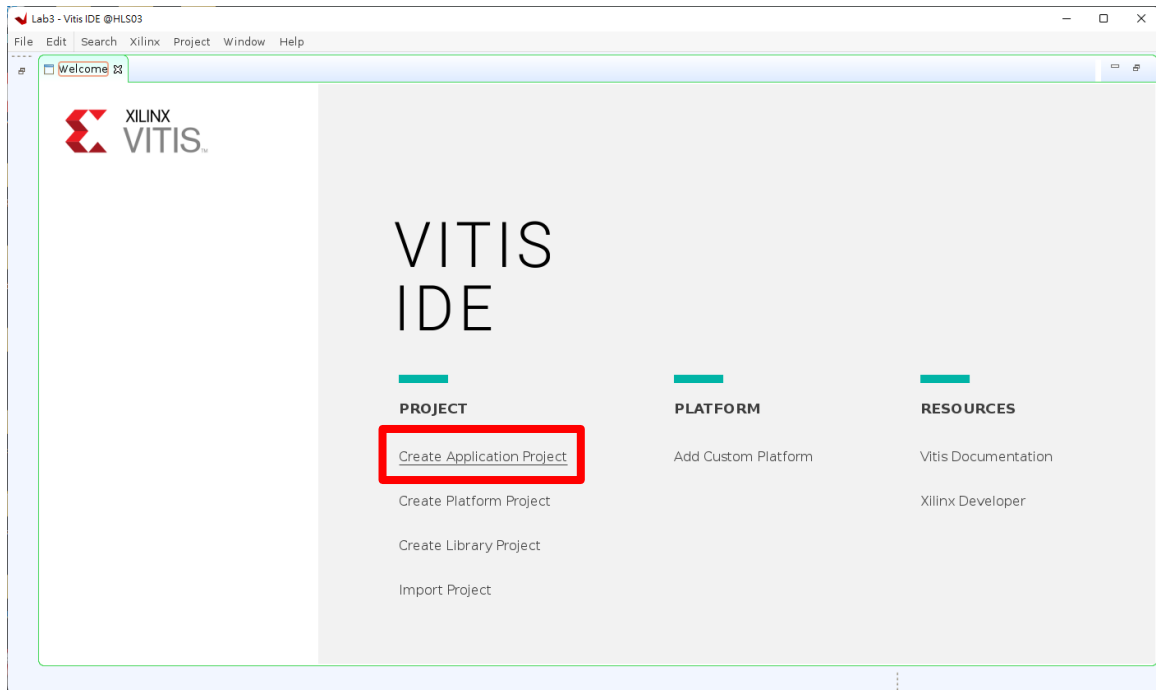 Lab3 - Vitis IDE @HLS03
File Edit Search Xilinx Project Window Help
Welcome
XILINX
VITIS™
VITIS
IDE
PROJECT PLATFORM RESOURCES
Create Application Project Add Custom Platform Vitis Documentation
Create Platform Project Xilinx Developer
Create Library Project
Import Project